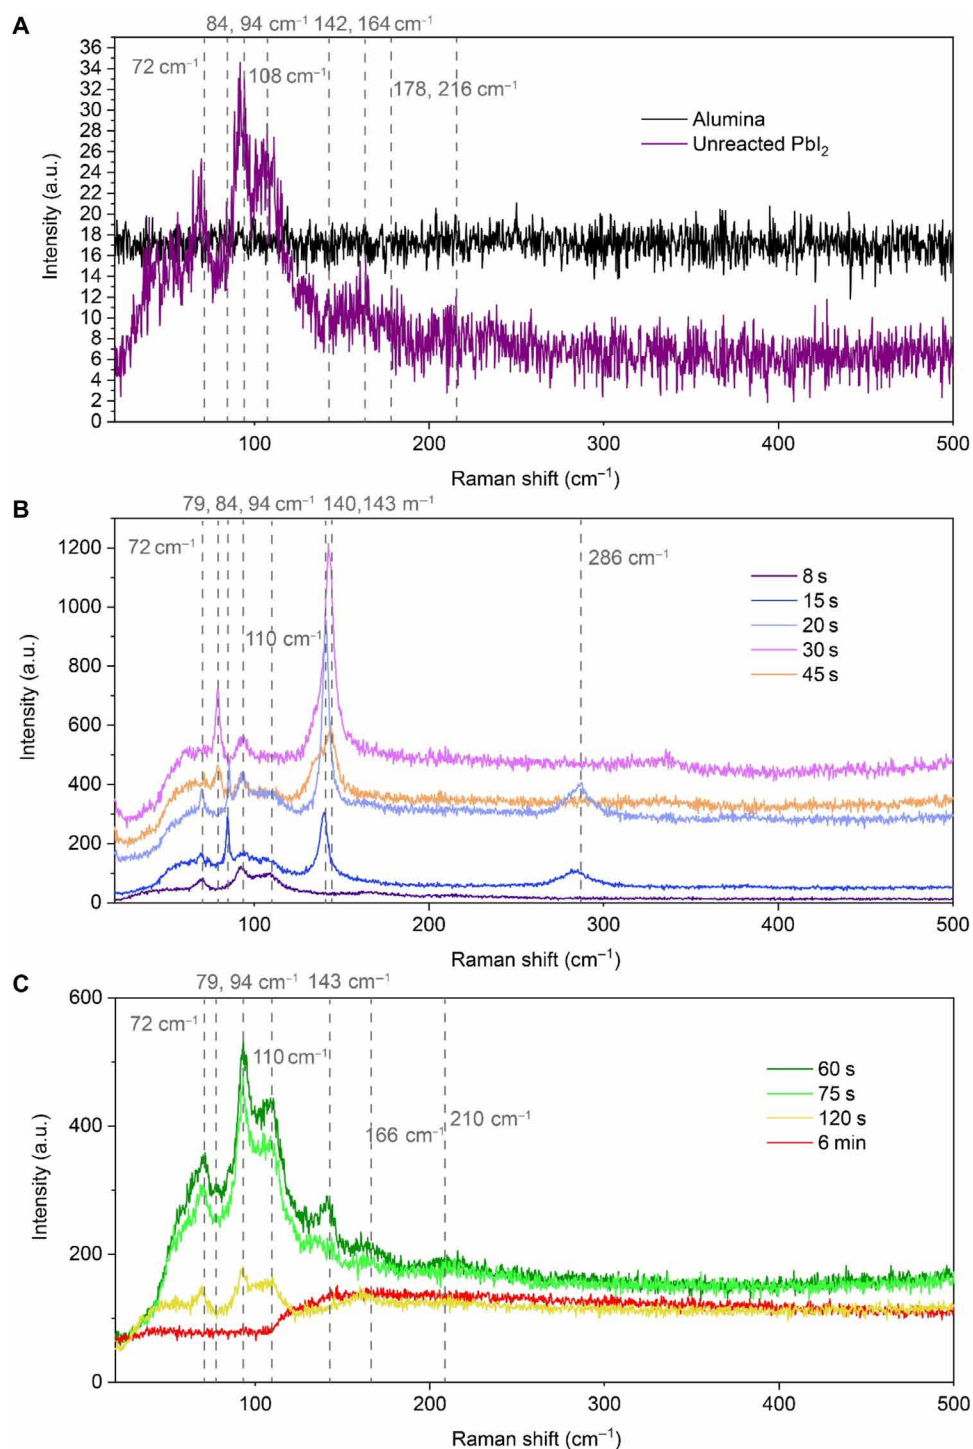 A
84, 94 cm⁻¹ 142, 164 cm⁻¹
72 cm⁻¹
108 cm⁻¹
178, 216 cm⁻¹
Alumina
Unreacted PbI₂
36
34
32
30
28
26
24
22
20
18
16
14
12
10
8
6
4
2
0
Intensity (a.u.)
100 200 300 400 500
Raman shift (cm⁻¹)
B
79, 84, 94 cm⁻¹ 140,143 m⁻¹
72 cm⁻¹
286 cm⁻¹
110 cm⁻¹
8 s
15 s
20 s
30 s
45 s
1200
1000
800
600
400
200
0
Intensity (a.u.)
100 200 300 400 500
Raman shift (cm⁻¹)
C
79, 94 cm⁻¹ 143 cm⁻¹
72 cm⁻¹
110 cm⁻¹
210 cm⁻¹
166 cm⁻¹
60 s
75 s
120 s
6 min
600
400
200
0
Intensity (a.u.)
100 200 300 400 500
Raman shift (cm⁻¹)